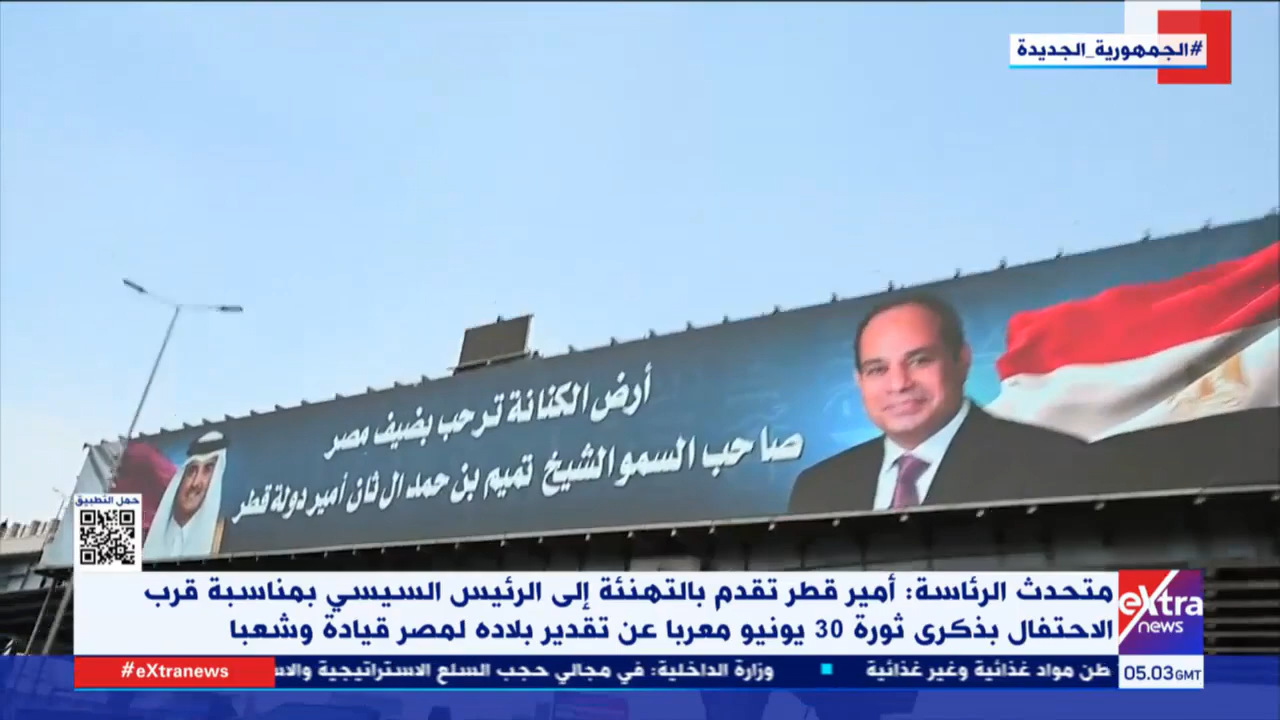 #الجمهورية_الجديدة
أرض الكنانة ترحب بضيف مصر
صاحب السمو الشيخ تميم بن حمد ال ثان أمير دولة قطر
حمل التطبيق
متحدث الرئاسة: أمير قطر تقدم بالتهنئة إلى الرئيس السيسي بمناسبة قرب
الاحتفال بذكرى ثورة 30 يونيو معربا عن تقدير بلاده لمصر قيادة وشعبا
eXtra
news
طن مواد غذائية وغير غذائية ■ وزارة الداخلية: في مجالي حجب السلع الاستراتيجية
#eXtranews
05.03 GMT